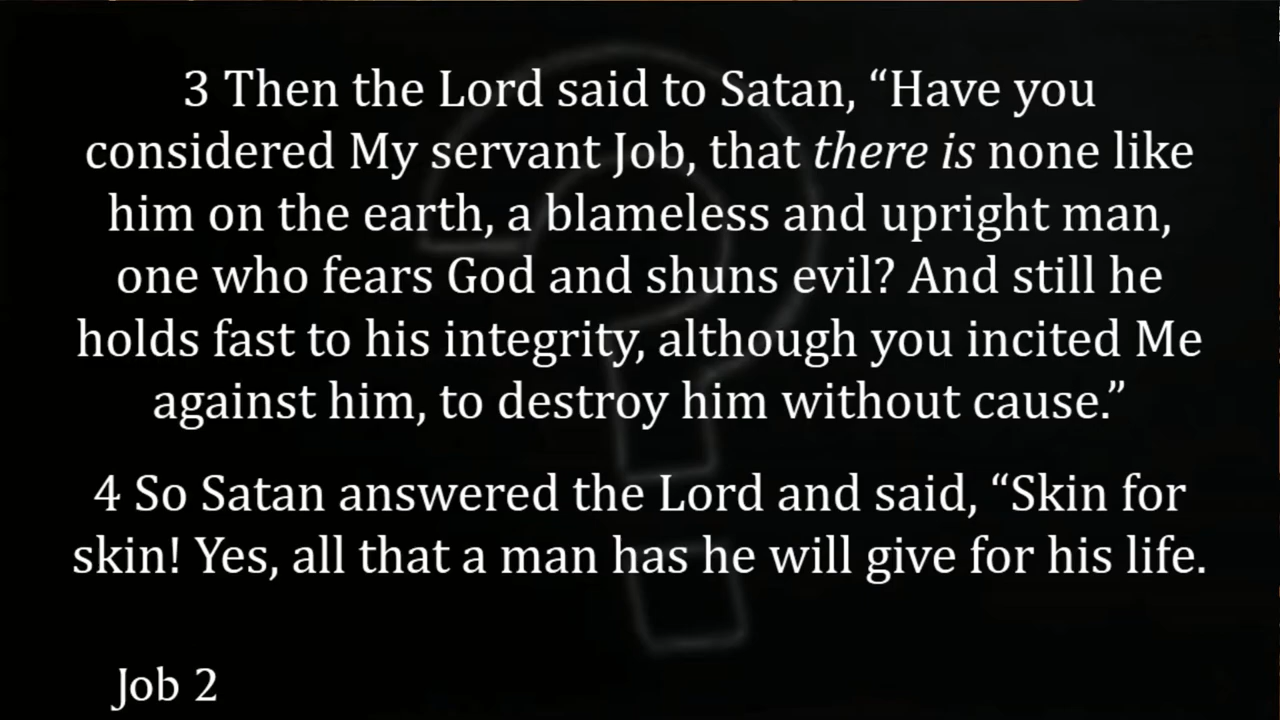 3 Then the Lord said to Satan, “Have you
considered My servant Job, that there is none like
him on the earth, a blameless and upright man,
one who fears God and shuns evil? And still he
holds fast to his integrity, although you incited Me
against him, to destroy him without cause.”
4 So Satan answered the Lord and said, “Skin for
skin! Yes, all that a man has he will give for his life.
Job 2